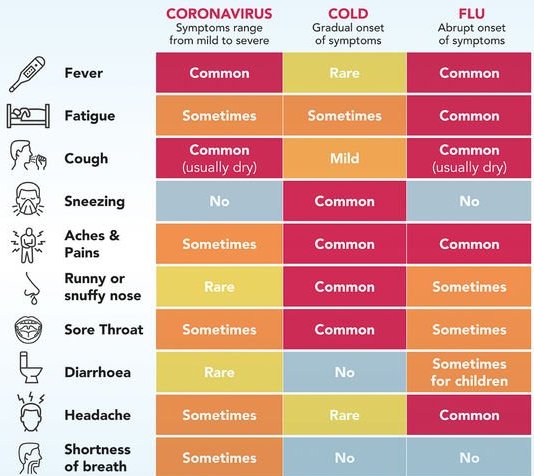 CORONAVIRUS COLD FLU
Symptoms range Gradual onset Abrupt onset
from mild to severe of symptoms of symptoms
Fever Common Rare Common
Fatigue Sometimes Sometimes Common
Cough Common (usually dry) Mild Common (usually dry)
Sneezing No Common No
Aches & Pains Sometimes Common Common
Runny or snuffy nose Rare Common Sometimes
Sore Throat Sometimes Common Sometimes
Diarrhoea Rare No Sometimes for children
Headache Sometimes Rare Common
Shortness of breath Sometimes No No